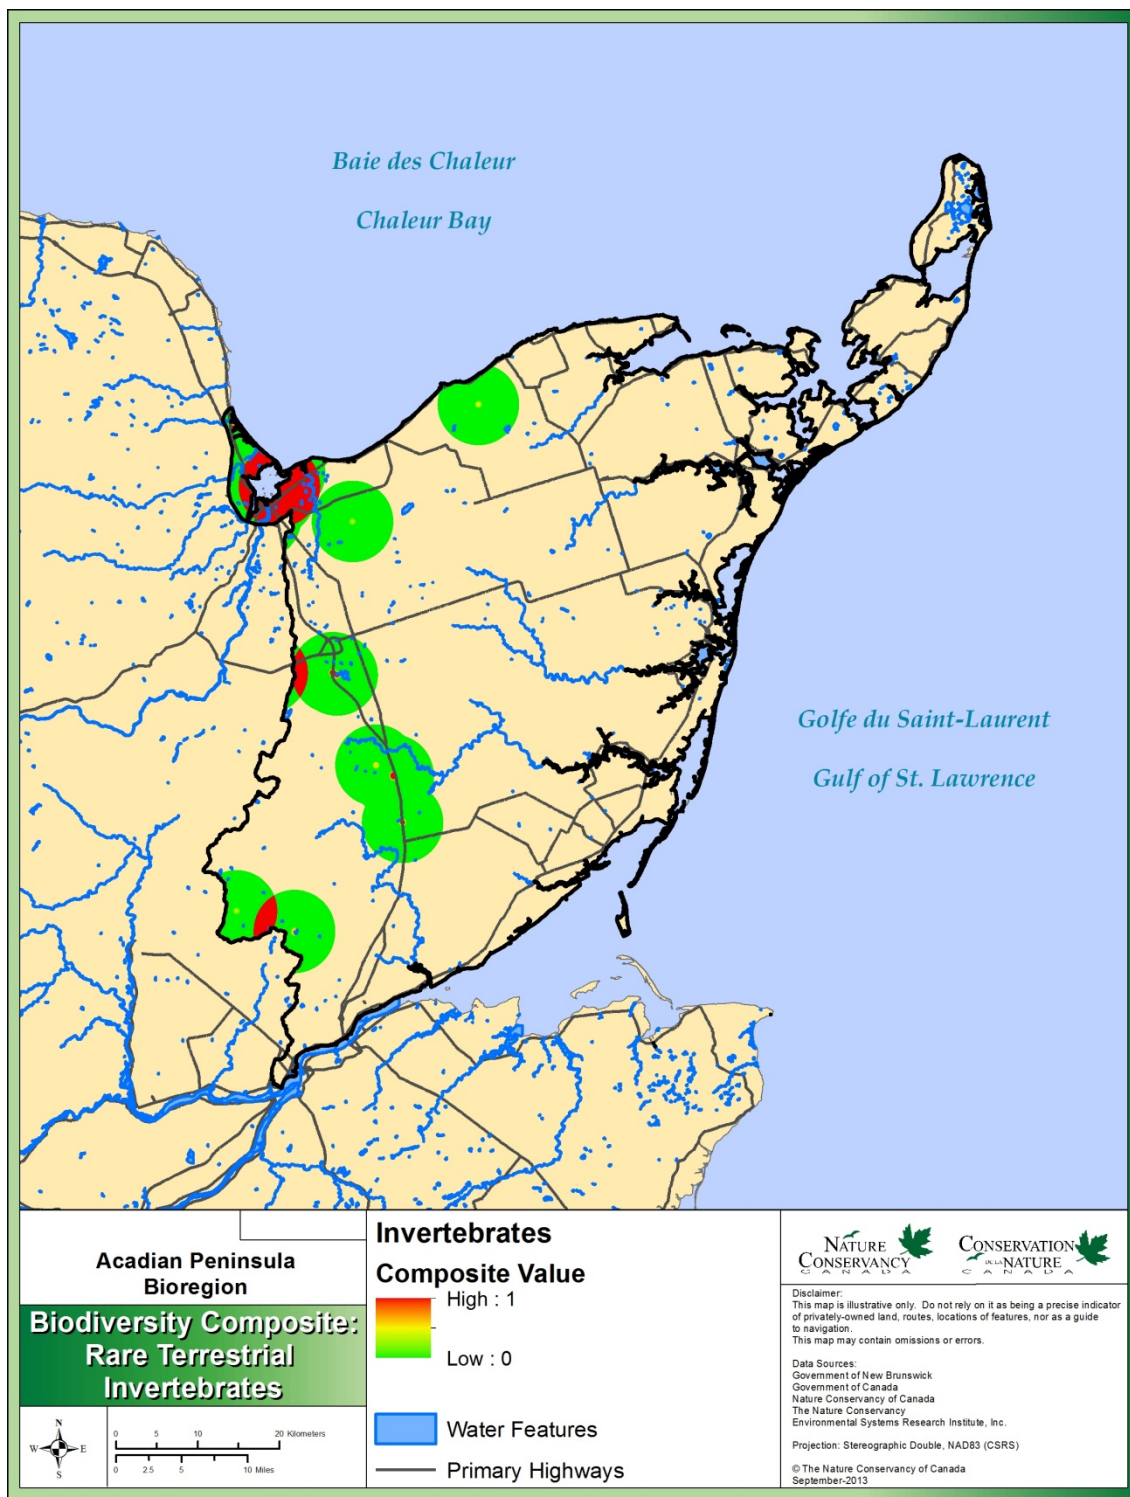 Baie des Chaleur
Chaleur Bay
Golfe du Saint-Laurent
Gulf of St. Lawrence
Acadian Peninsula
Bioregion
Biodiversity Composite:
Rare Terrestrial
Invertebrates
N
W E
S
0 5 10 20 Kilometers
0 2.5 5 10 Miles
Invertebrates
Composite Value
High : 1
Low : 0
Water Features
Primary Highways
NATURE
CONSERVANCY
CANADA
CONSERVATION
DE LA NATURE
CANADA
Disclaimer:
This map is illustrative only. Do not rely on it as being a precise indicator
of privately-owned land, routes, locations of features, nor as a guide
to navigation.
This map may contain omissions or errors.
Data Sources:
Government of New Brunswick
Government of Canada
Nature Conservancy of Canada
The Nature Conservancy
Environmental Systems Research Institute, Inc.
Projection: Stereographic Double, NAD83 (CSRS)
© The Nature Conservancy of Canada
September-2013